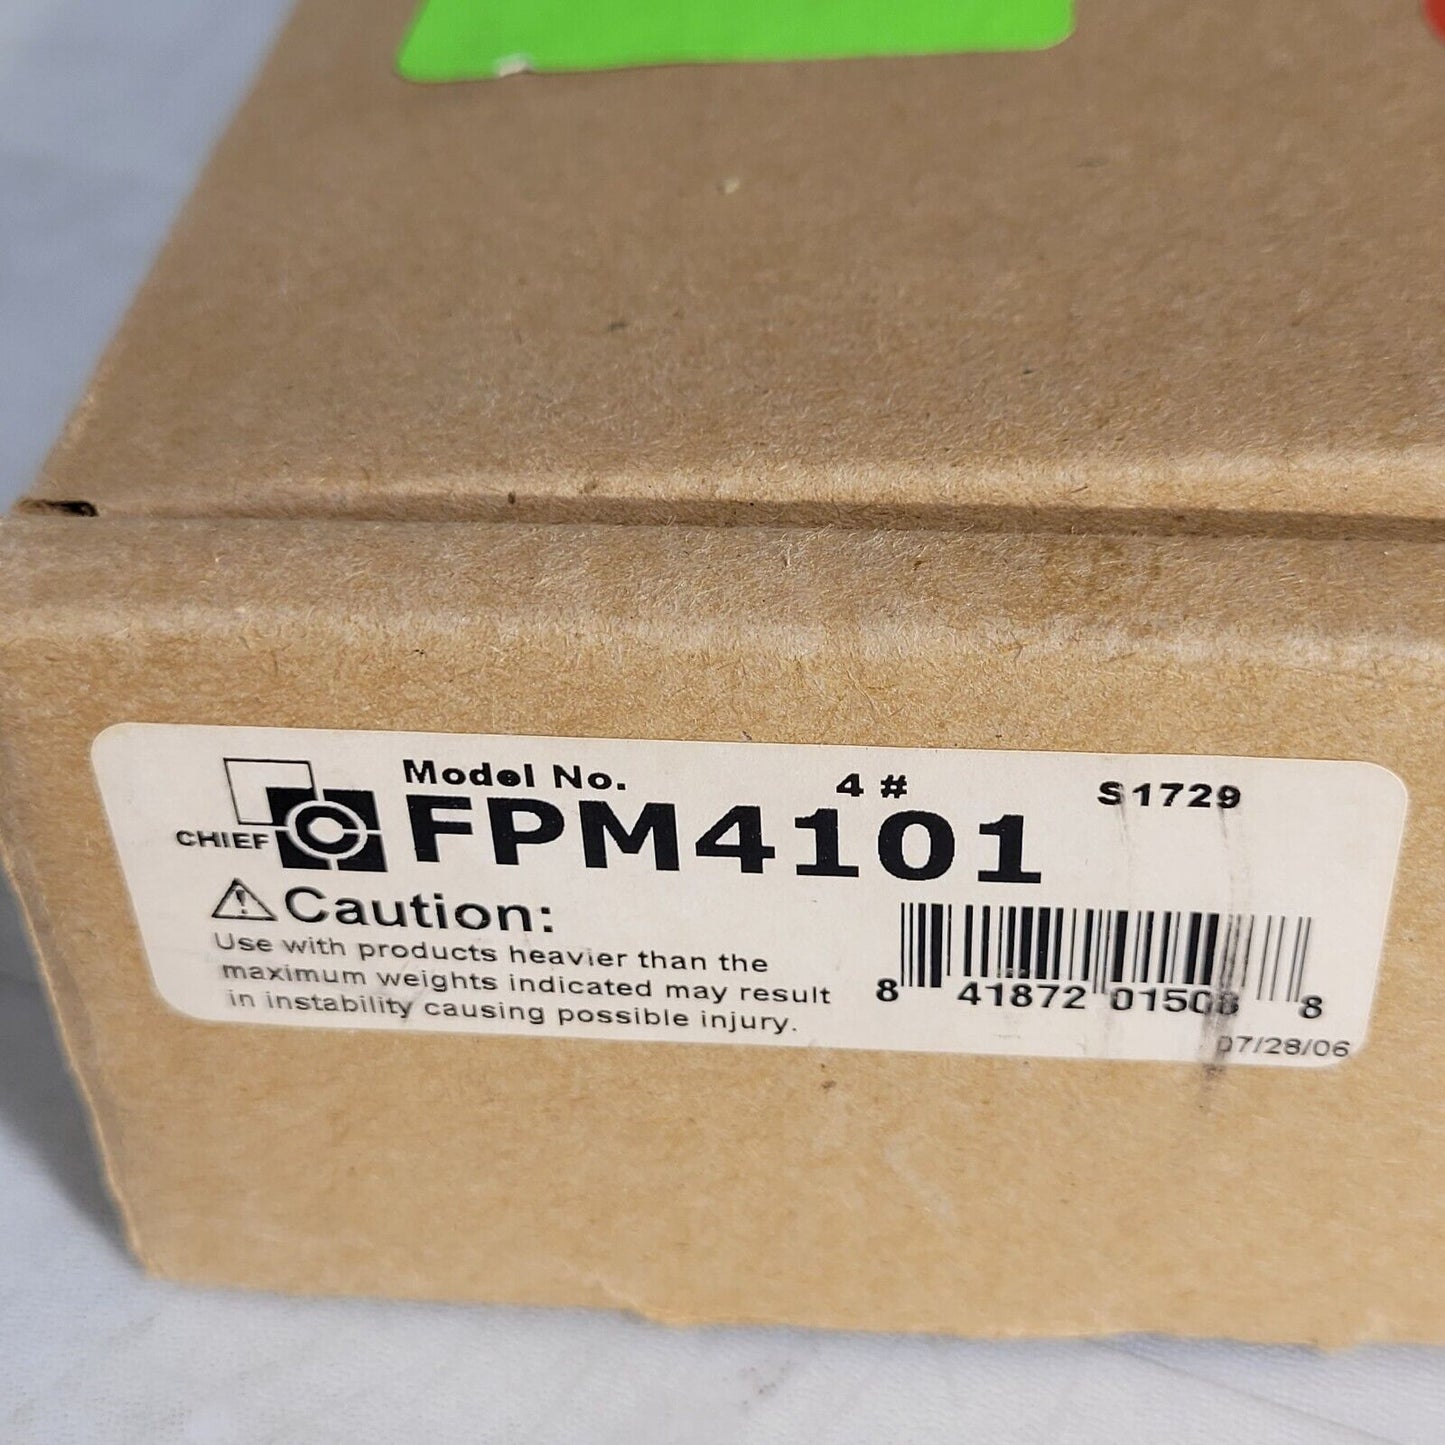 Model No. 4# S1729
CHIEF FPM4101
Caution:
Use with products heavier than the
maximum weights indicated may result
in instability causing possible injury.
8 41872 01508 8
07/28/06